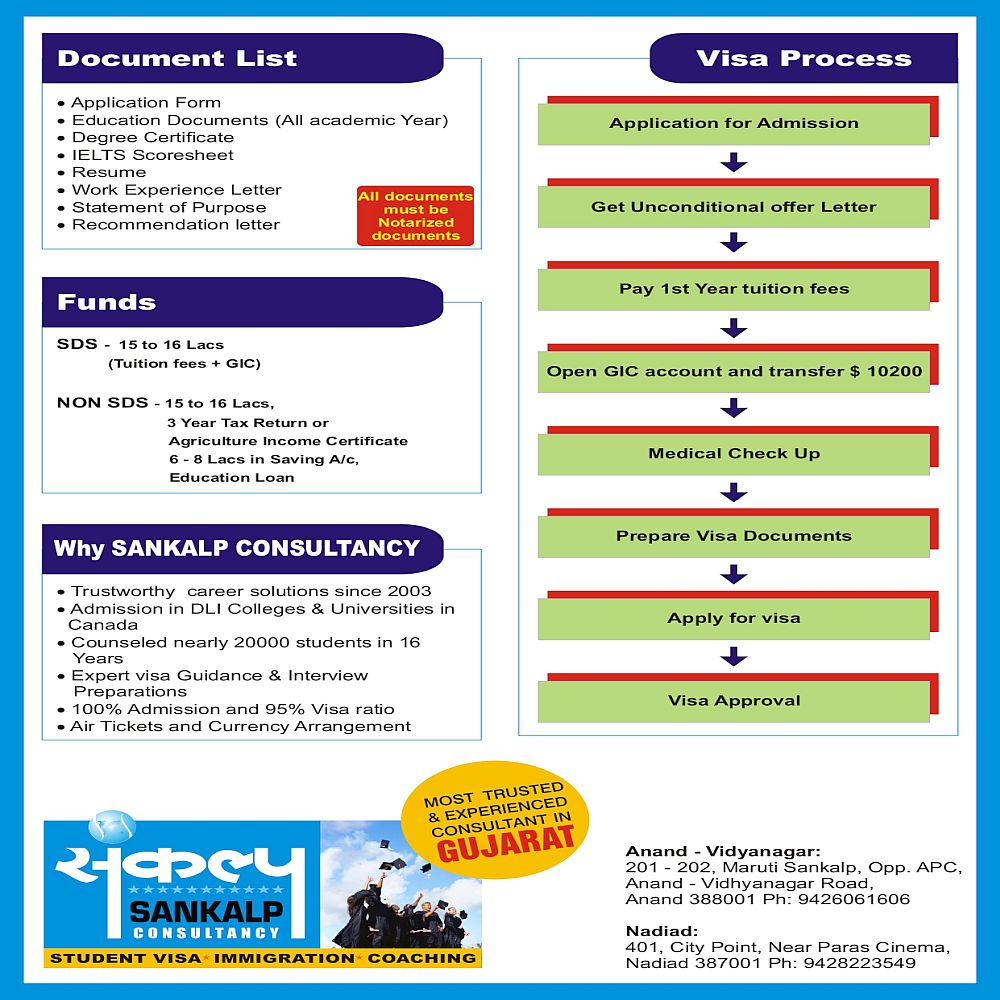 Document List
• Application Form
• Education Documents (All academic Year)
• Degree Certificate
• IELTS Scoresheet
• Resume
• Work Experience Letter
• Statement of Purpose
• Recommendation letter
All documents
must be
Notarized
documents
Funds
SDS - 15 to 16 Lacs
(Tuition fees + GIC)
NON SDS - 15 to 16 Lacs,
3 Year Tax Return or
Agriculture Income Certificate
6 - 8 Lacs in Saving A/c,
Education Loan
Why SANKALP CONSULTANCY
• Trustworthy career solutions since 2003
• Admission in DLI Colleges & Universities in
Canada
• Counseled nearly 20000 students in 16
Years
• Expert visa Guidance & Interview
Preparations
• 100% Admission and 95% Visa ratio
• Air Tickets and Currency Arrangement
Visa Process
Application for Admission
Get Unconditional offer Letter
Pay 1st Year tuition fees
Open GIC account and transfer $ 10200
Medical Check Up
Prepare Visa Documents
Apply for visa
Visa Approval
MOST TRUSTED
& EXPERIENCED
CONSULTANT IN
GUJARAT
संकल्प
SANKALP
CONSULTANCY
STUDENT VISA * IMMIGRATION * COACHING
Anand - Vidyanagar:
201 - 202, Maruti Sankalp, Opp. APC,
Anand - Vidhyanagar Road,
Anand 388001 Ph: 9426061606
Nadiad:
401, City Point, Near Paras Cinema,
Nadiad 387001 Ph: 9428223549